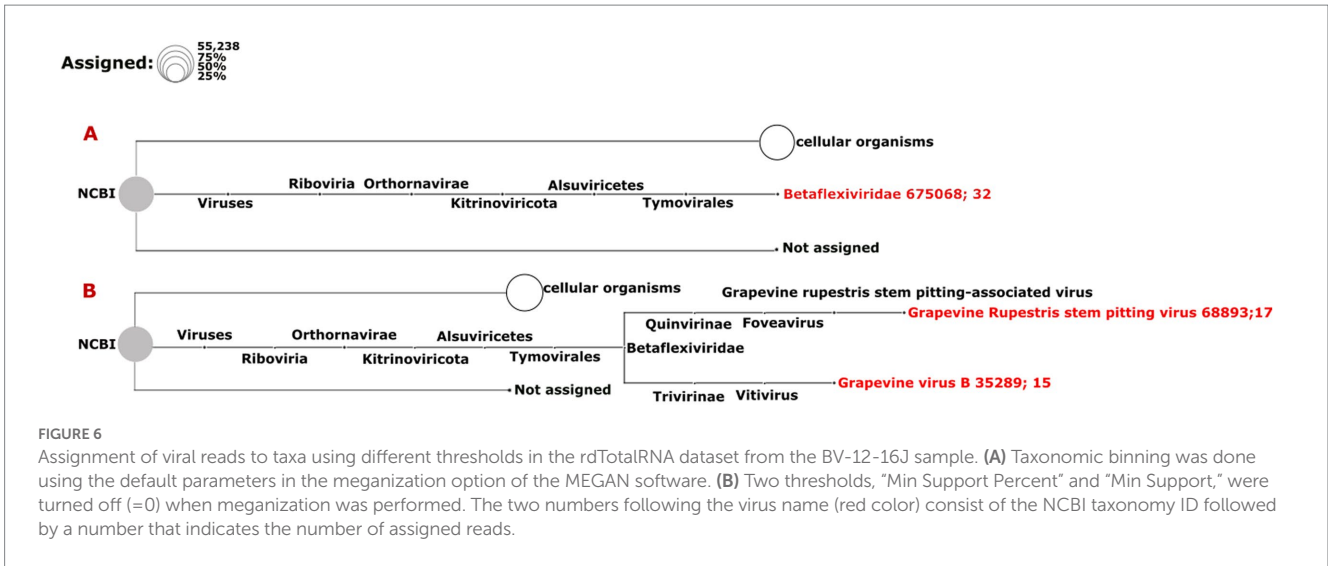 Assigned:
55,238
75%
50%
25%
A
cellular organisms
NCBI
Viruses
Riboviria
Orthornavirae
Kitrinoviricota
Alsuviricetes
Tymovirales
Betaflexiviridae 675068; 32
Not assigned
B
cellular organisms
NCBI
Viruses
Riboviria
Orthornavirae
Kitrinoviricota
Alsuviricetes
Tymovirales
Betaflexiviridae
Grapevine rupestris stem pitting-associated virus
Quinvirinae
Foveavirus
Grapevine Rupestris stem pitting virus 68893;17
Trivirinae
Vitivirus
Grapevine virus B 35289; 15
Not assigned
FIGURE 6
Assignment of viral reads to taxa using different thresholds in the rdTotalRNA dataset from the BV-12-16J sample. (A) Taxonomic binning was done
using the default parameters in the meganization option of the MEGAN software. (B) Two thresholds, “Min Support Percent” and “Min Support,” were
turned off (=0) when meganization was performed. The two numbers following the virus name (red color) consist of the NCBI taxonomy ID followed
by a number that indicates the number of assigned reads.